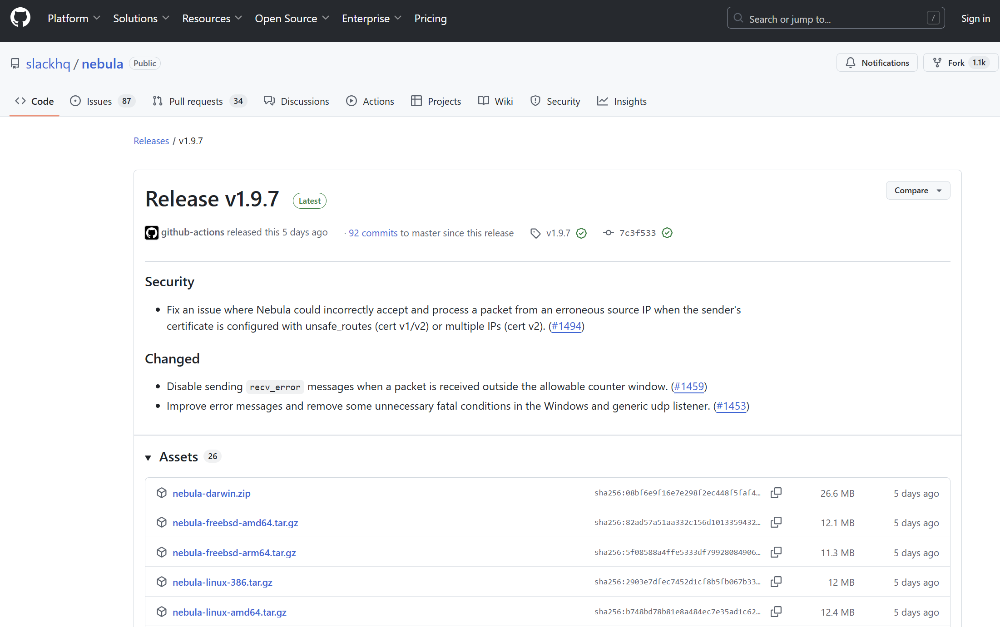 Platform Solutions Resources Open Source Enterprise Pricing Search or jump to... / Sign in
slackhq / nebula Public Notifications Fork 1.1k
Code Issues 87 Pull requests 34 Discussions Actions Projects Wiki Security Insights
Releases / v1.9.7
Release v1.9.7 Latest Compare
github-actions released this 5 days ago · 92 commits to master since this release v1.9.7 7c3f533
Security
Fix an issue where Nebula could incorrectly accept and process a packet from an erroneous source IP when the sender's
certificate is configured with unsafe_routes (cert v1/v2) or multiple IPs (cert v2). (#1494)
Changed
Disable sending recv_error messages when a packet is received outside the allowable counter window. (#1459)
Improve error messages and remove some unnecessary fatal conditions in the Windows and generic udp listener. (#1453)
Assets 26
nebula-darwin.zip sha256:08bf6e9f16e7e298f2ec448f5faf4… 26.6 MB 5 days ago
nebula-freebsd-amd64.tar.gz sha256:82ad57a51aa332c156d1013359432… 12.1 MB 5 days ago
nebula-freebsd-arm64.tar.gz sha256:5f08588a4ffe5333df79928084906… 11.3 MB 5 days ago
nebula-linux-386.tar.gz sha256:2903e7dfec7452d1cf8b5fb067b33… 12 MB 5 days ago
nebula-linux-amd64.tar.gz sha256:b748bd78b81e8a484ec7e35ad1c62… 12.4 MB 5 days ago